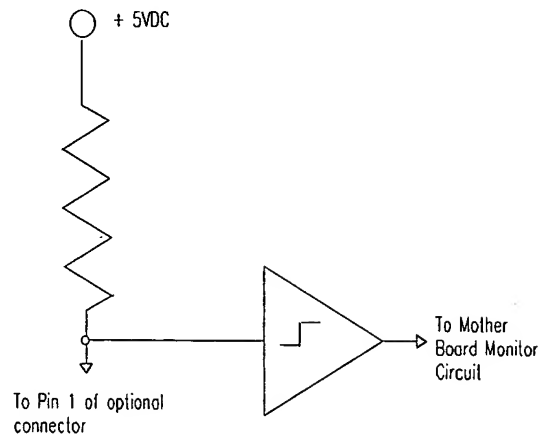 + 5VDC
To Mother
Board Monitor
Circuit
To Pin 1 of optional
connector